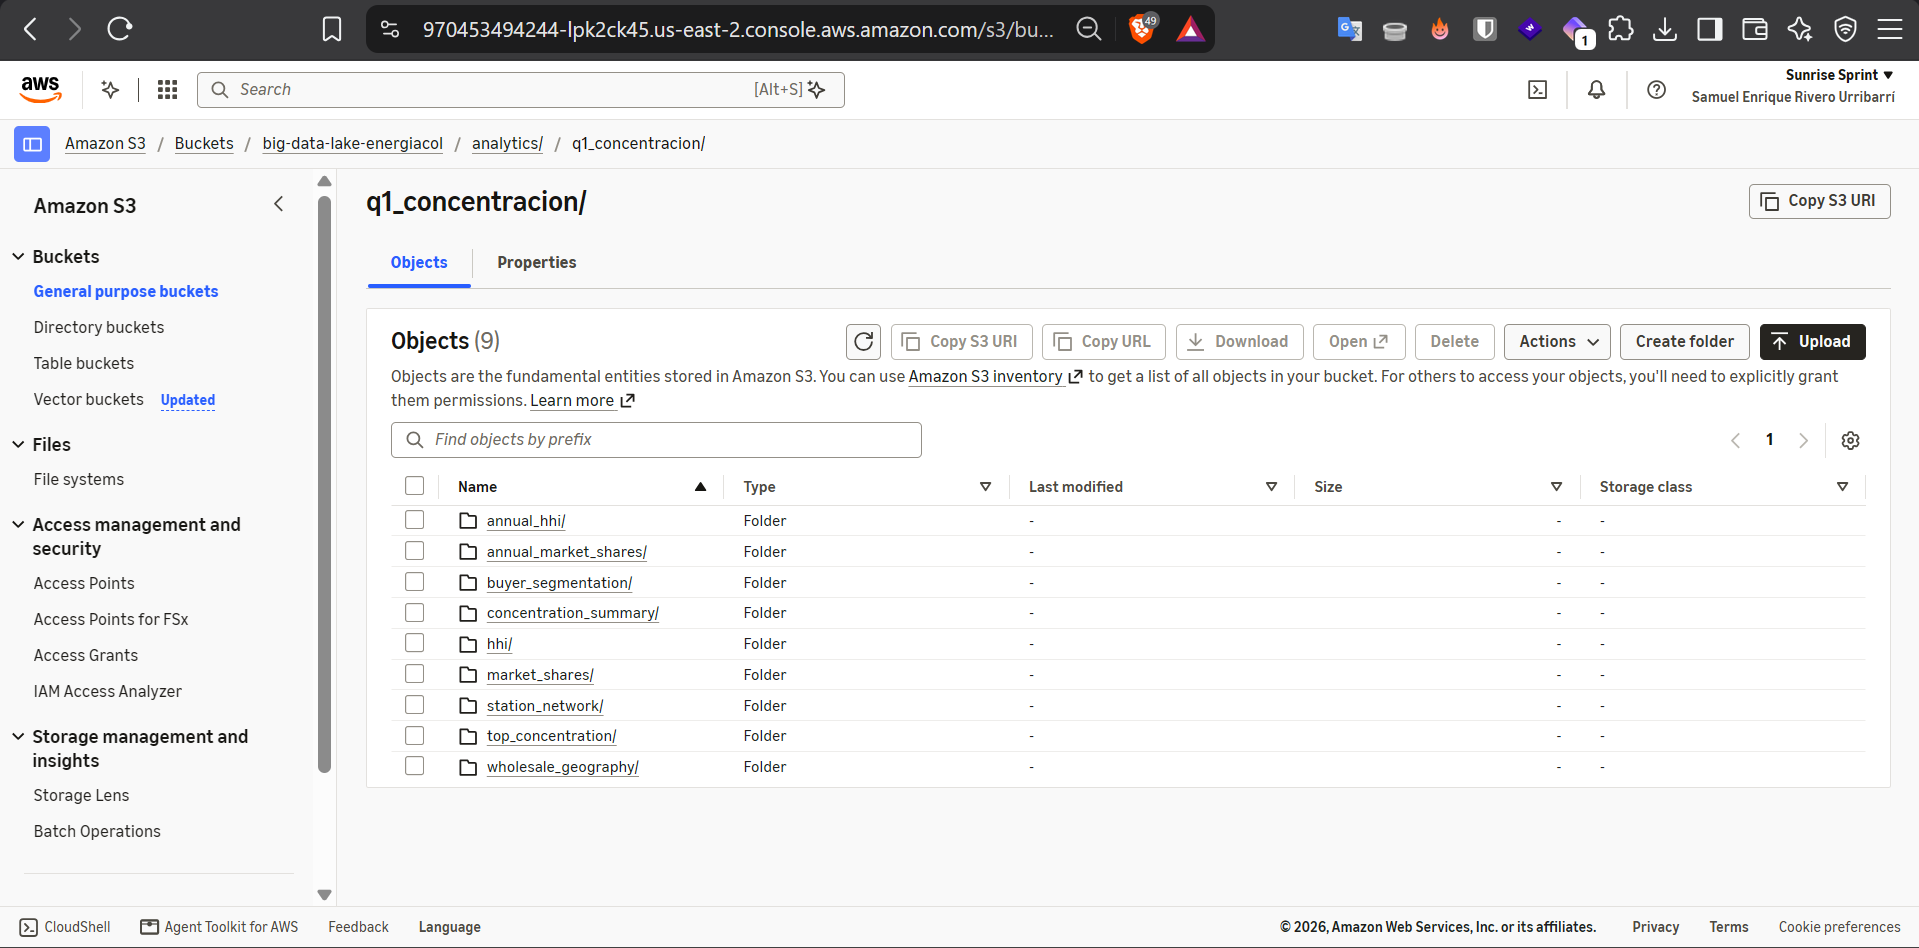 970453494244-lpk2ck45.us-east-2.console.aws.amazon.com/s3/bu...
49
1
aws
Search
[Alt+S]
Sunrise Sprint
Samuel Enrique Rivero Urribarrí
Amazon S3 / Buckets / big-data-lake-energiacol / analytics/ / q1_concentracion/
Amazon S3
Buckets
General purpose buckets
Directory buckets
Table buckets
Vector buckets Updated
Files
File systems
Access management and
security
Access Points
Access Points for FSx
Access Grants
IAM Access Analyzer
Storage management and
insights
Storage Lens
Batch Operations
q1_concentracion/
Copy S3 URI
Objects
Properties
Objects (9)
Copy S3 URI
Copy URL
Download
Open
Delete
Actions
Create folder
Upload
Objects are the fundamental entities stored in Amazon S3. You can use Amazon S3 inventory to get a list of all objects in your bucket. For others to access your objects, you'll need to explicitly grant
them permissions. Learn more
Find objects by prefix
1
Name Type Last modified Size Storage class
annual_hhi/ Folder - - -
annual_market_shares/ Folder - - -
buyer_segmentation/ Folder - - -
concentration_summary/ Folder - - -
hhi/ Folder - - -
market_shares/ Folder - - -
station_network/ Folder - - -
top_concentration/ Folder - - -
wholesale_geography/ Folder - - -
CloudShell Agent Toolkit for AWS Feedback Language
© 2026, Amazon Web Services, Inc. or its affiliates. Privacy Terms Cookie preferences